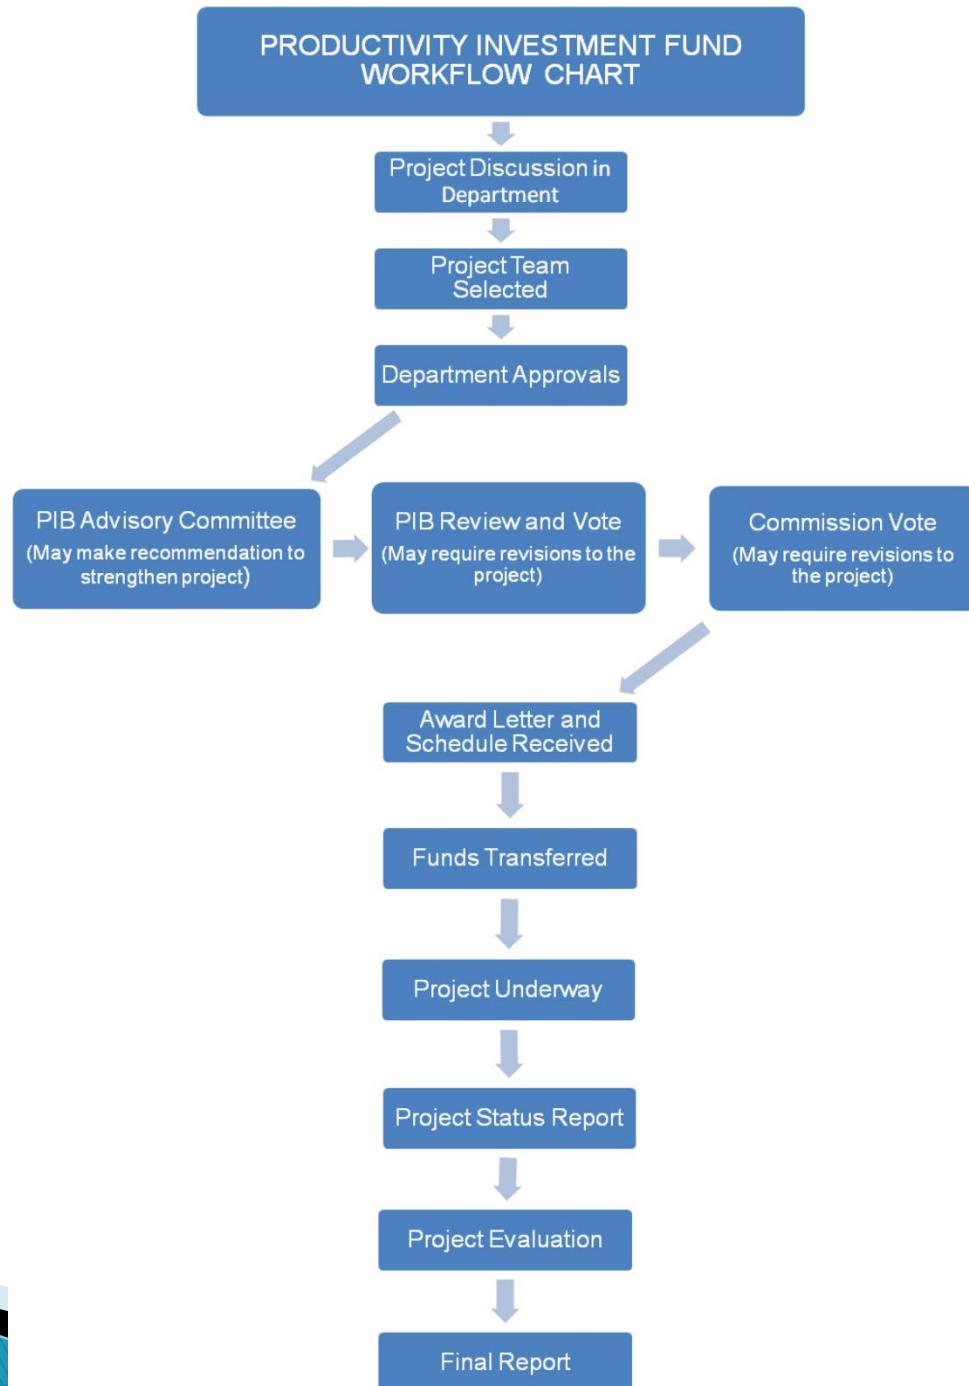 PRODUCTIVITY INVESTMENT FUND
WORKFLOW CHART
Project Discussion in
Department
Project Team
Selected
Department Approvals
PIB Advisory Committee
(May make recommendation to
strengthen project)
PIB Review and Vote
(May require revisions to the
project)
Commission Vote
(May require revisions to
the project)
Award Letter and
Schedule Received
Funds Transferred
Project Underway
Project Status Report
Project Evaluation
Final Report